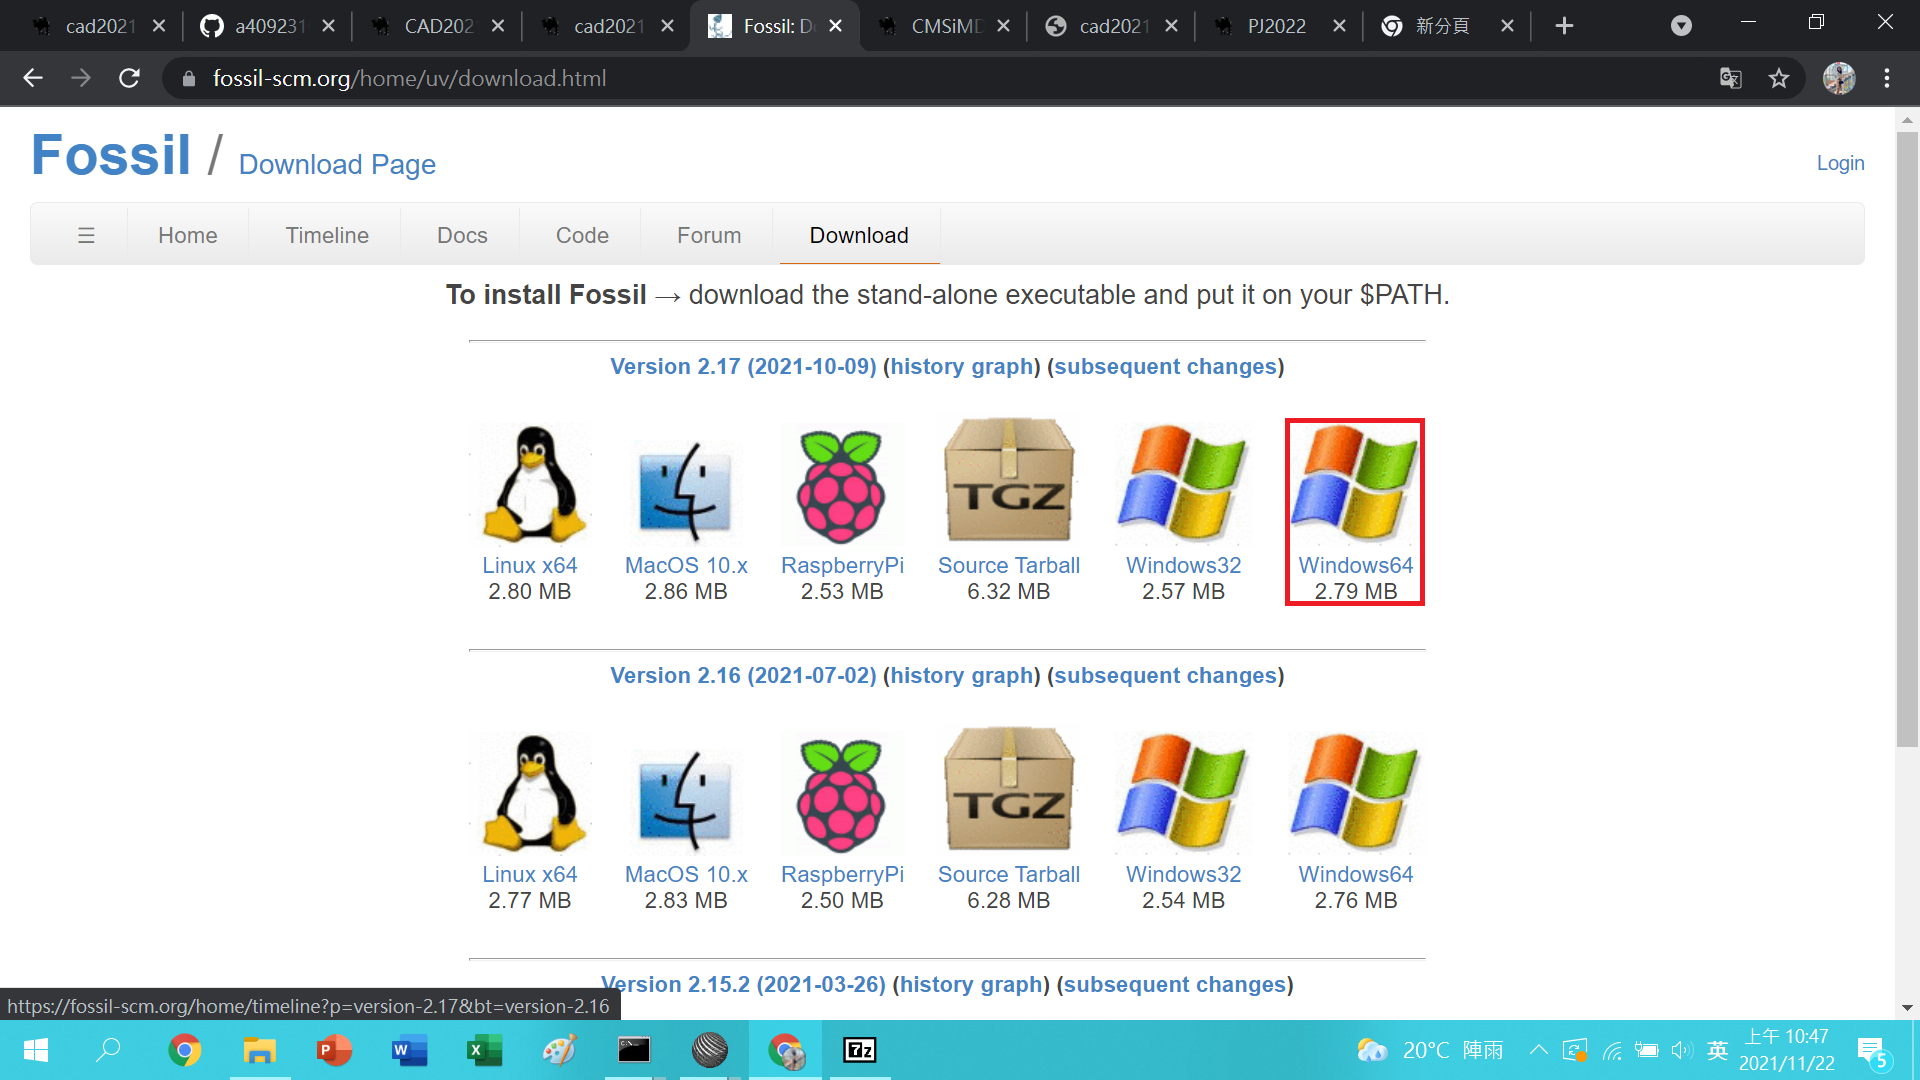 cad2021
a409231
CAD202
cad2021
Fossil: D
CMSiMD
cad2021
PJ2022
新分頁
fossil-scm.org/home/uv/download.html
Fossil / Download Page
Login
☰ Home Timeline Docs Code Forum Download
To install Fossil → download the stand-alone executable and put it on your $PATH.
Version 2.17 (2021-10-09) (history graph) (subsequent changes)
TGZ
Linux x64 MacOS 10.x RaspberryPi Source Tarball Windows32 Windows64
2.80 MB 2.86 MB 2.53 MB 6.32 MB 2.57 MB 2.79 MB
Version 2.16 (2021-07-02) (history graph) (subsequent changes)
TGZ
Linux x64 MacOS 10.x RaspberryPi Source Tarball Windows32 Windows64
2.77 MB 2.83 MB 2.50 MB 6.28 MB 2.54 MB 2.76 MB
Version 2.15.2 (2021-03-26) (history graph) (subsequent changes)
https://fossil-scm.org/home/timeline?p=version-2.17&bt=version-2.16
20°C 陣雨
英
上午 10:47
2021/11/22
5